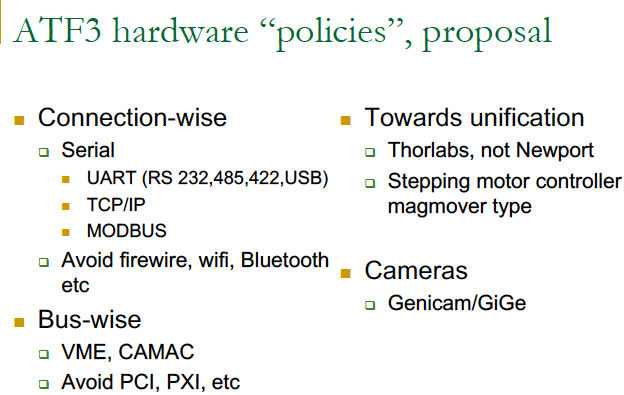 ATF3 hardware “policies”, proposal
Connection-wise
Serial
UART (RS 232,485,422,USB)
TCP/IP
MODBUS
Avoid firewire, wifi, Bluetooth
etc
Bus-wise
VME, CAMAC
Avoid PCI, PXI, etc
Towards unification
Thorlabs, not Newport
Stepping motor controller
magmover type
Cameras
Genicam/GiGe